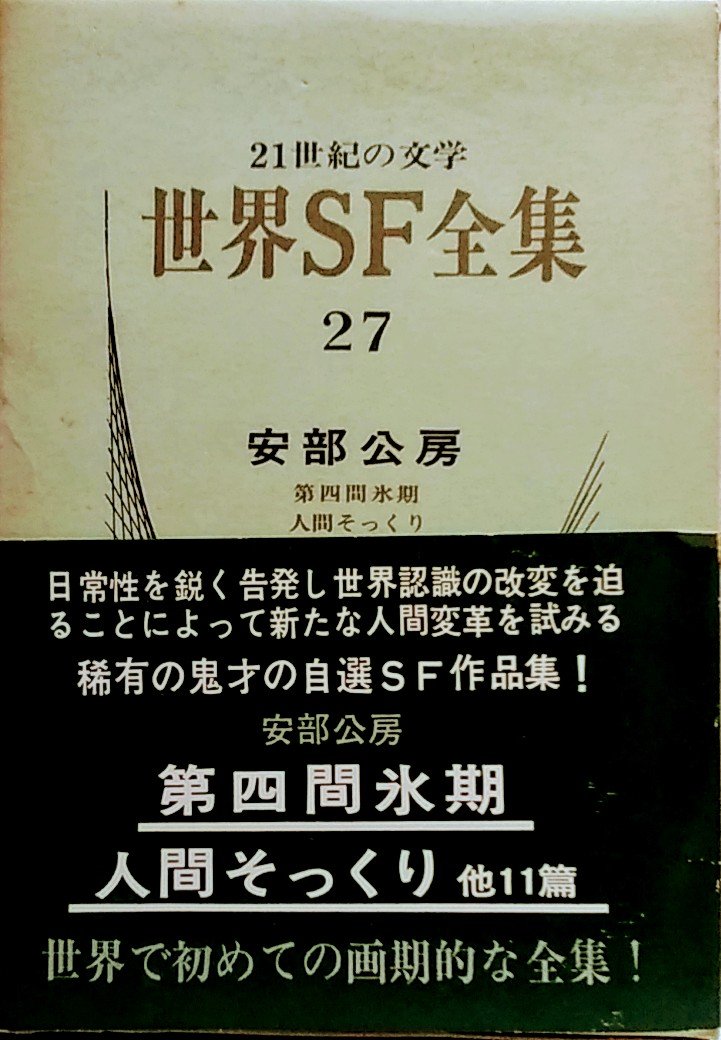 21世紀の文学
世界SF全集
27
安部公房
第四間氷期
人間そっくり
日常性を鋭く告発し世界認識の改変を迫
ることによって新たな人間変革を試みる
稀有の鬼才の自選SF作品集！
安部公房
第四間氷期
人間そっくり 他11篇
世界で初めての画期的な全集！